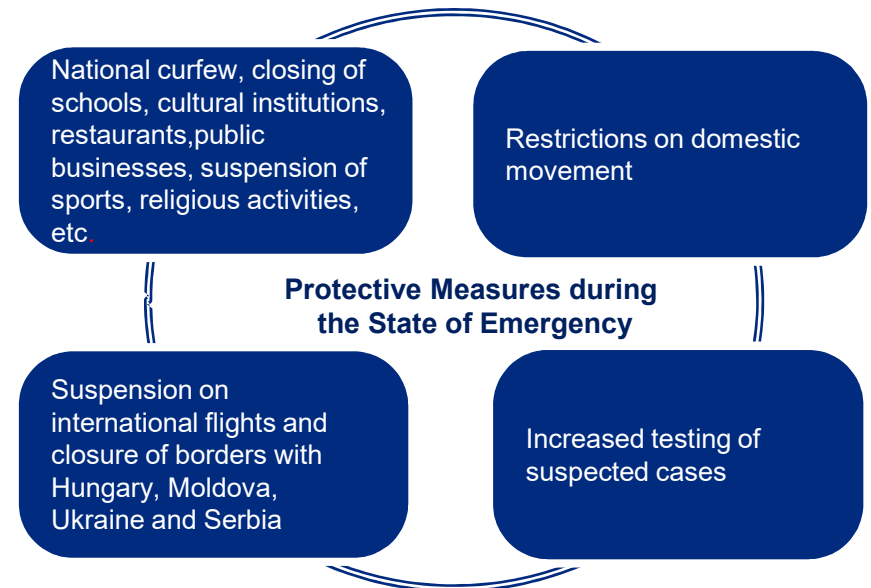 National curfew, closing of
schools, cultural institutions,
restaurants,public
businesses, suspension of
sports, religious activities,
etc.
Restrictions on domestic
movement
Protective Measures during
the State of Emergency
Suspension on
international flights and
closure of borders with
Hungary, Moldova,
Ukraine and Serbia
Increased testing of
suspected cases